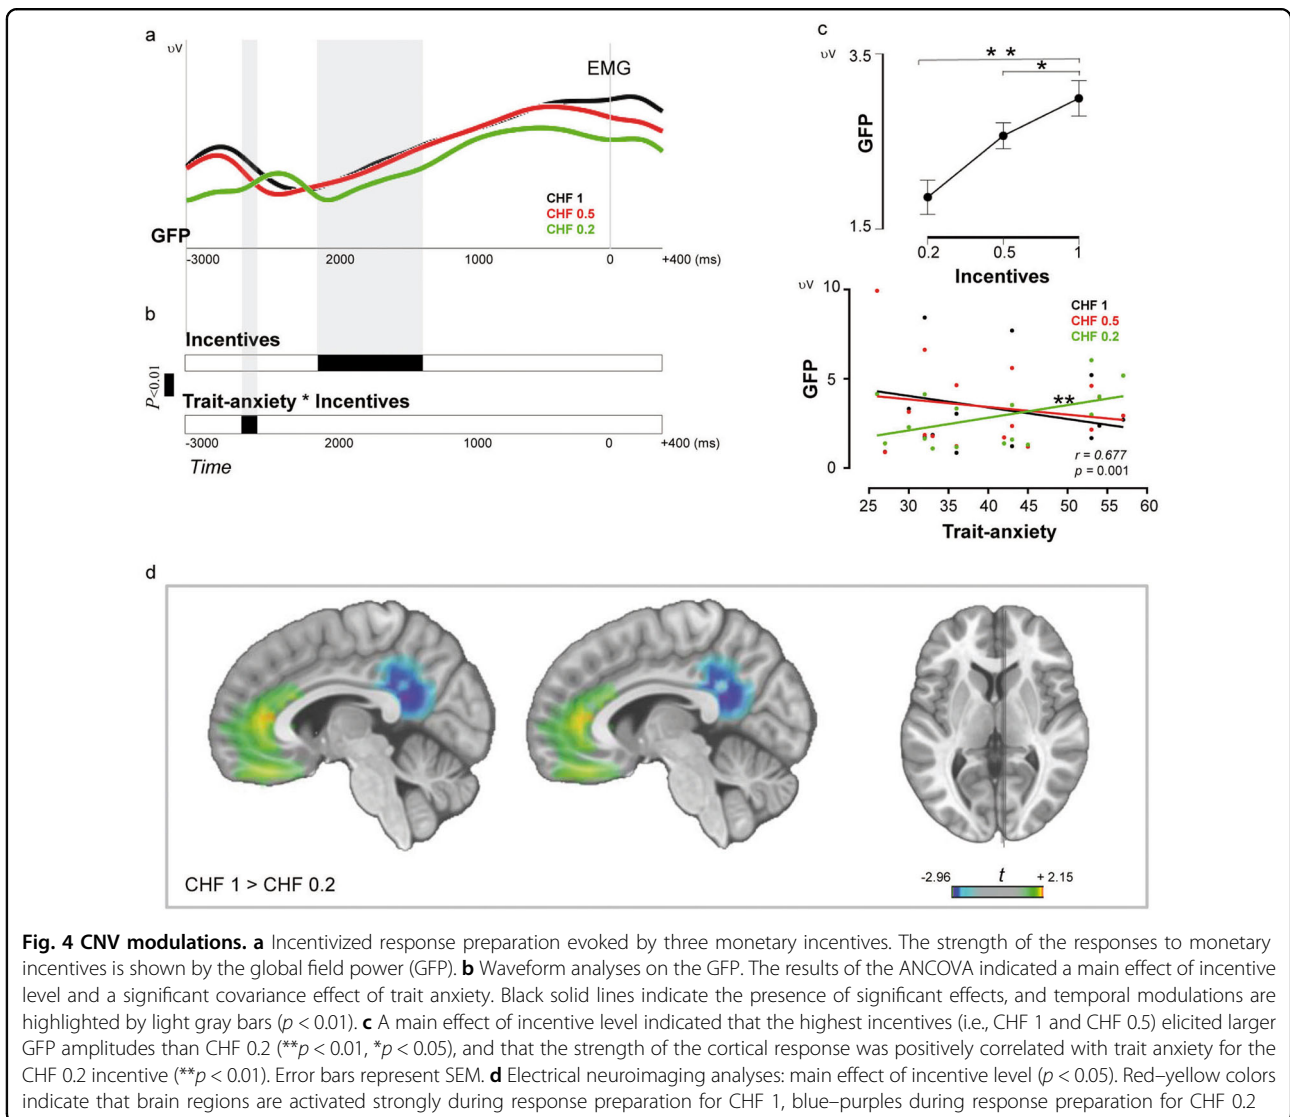 a
υV
EMG
CHF 1
CHF 0.5
CHF 0.2
GFP
-3000 2000 1000 0 +400 (ms)
b
Incentives
P<0.01
Trait-anxiety * Incentives
-3000 2000 1000 0 +400 (ms)
Time
c
υV
3.5
* *
*
GFP
1.5
0.2 0.5 1
Incentives
υV
10
CHF 1
CHF 0.5
CHF 0.2
GFP
5
**
r = 0.677
p = 0.001
0
25 30 35 40 45 50 55 60
Trait-anxiety
d
CHF 1 > CHF 0.2
-2.96 t + 2.15
Fig. 4 CNV modulations. a Incentivized response preparation evoked by three monetary incentives. The strength of the responses to monetary
incentives is shown by the global field power (GFP). b Waveform analyses on the GFP. The results of the ANCOVA indicated a main effect of incentive
level and a significant covariance effect of trait anxiety. Black solid lines indicate the presence of significant effects, and temporal modulations are
highlighted by light gray bars (p < 0.01). c A main effect of incentive level indicated that the highest incentives (i.e., CHF 1 and CHF 0.5) elicited larger
GFP amplitudes than CHF 0.2 (**p < 0.01, *p < 0.05), and that the strength of the cortical response was positively correlated with trait anxiety for the
CHF 0.2 incentive (**p < 0.01). Error bars represent SEM. d Electrical neuroimaging analyses: main effect of incentive level (p < 0.05). Red–yellow colors
indicate that brain regions are activated strongly during response preparation for CHF 1, blue–purples during response preparation for CHF 0.2